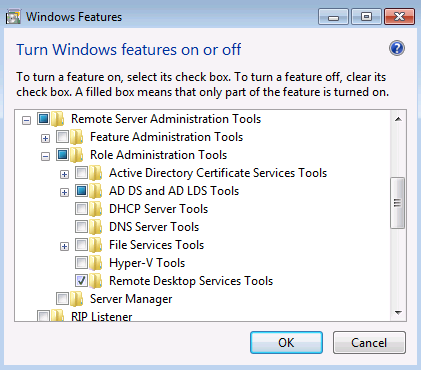 Windows Features
Turn Windows features on or off
To turn a feature on, select its check box. To turn a feature off, clear its
check box. A filled box means that only part of the feature is turned on.
Remote Server Administration Tools
Feature Administration Tools
Role Administration Tools
Active Directory Certificate Services Tools
AD DS and AD LDS Tools
DHCP Server Tools
DNS Server Tools
File Services Tools
Hyper-V Tools
Remote Desktop Services Tools
Server Manager
RIP Listener
OK
Cancel